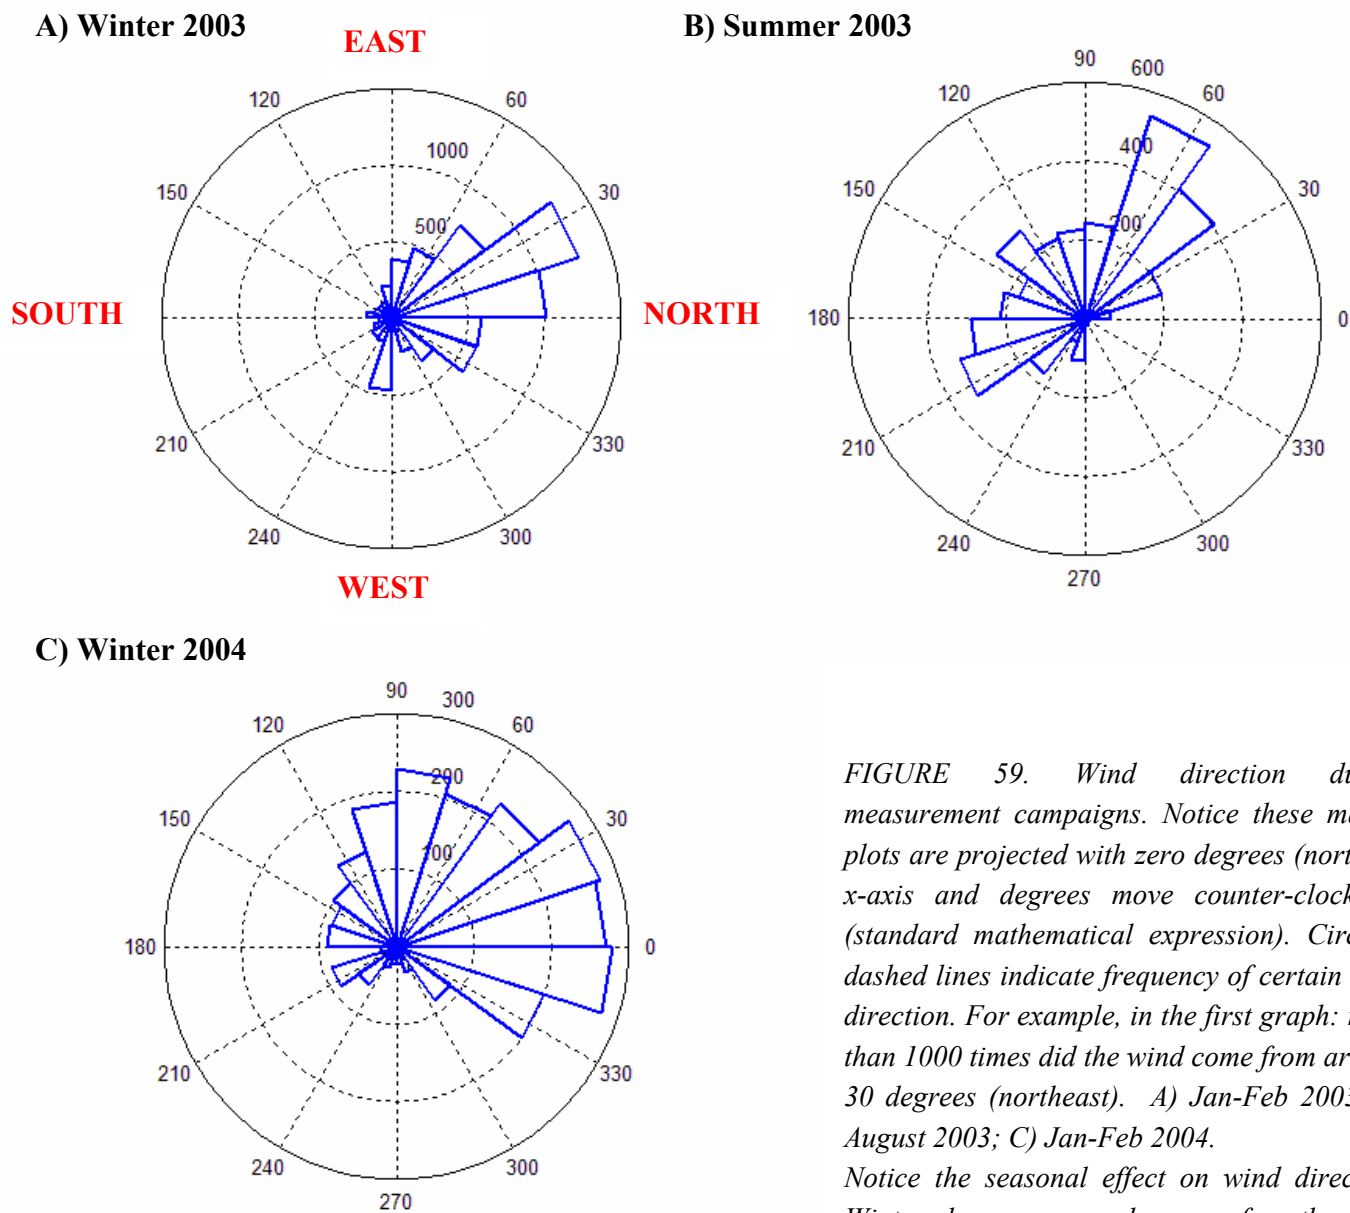 A) Winter 2003
EAST
120
60
1000
150
30
500
SOUTH
NORTH
210
330
240
300
WEST
B) Summer 2003
90
600
120
60
400
150
30
200
180
0
210
330
240
300
270
C) Winter 2004
90
300
120
60
200
150
30
100
180
0
210
330
240
300
270
FIGURE 59. Wind direction
measurement campaigns. Notice these
plots are projected with zero degrees
x-axis and degrees move
(standard mathematical expression).
dashed lines indicate frequency of certain
direction. For example, in the first graph:
than 1000 times did the wind come from
30 degrees (northeast). A) Jan-Feb
August 2003; C) Jan-Feb 2004.
Notice the seasonal effect on wind